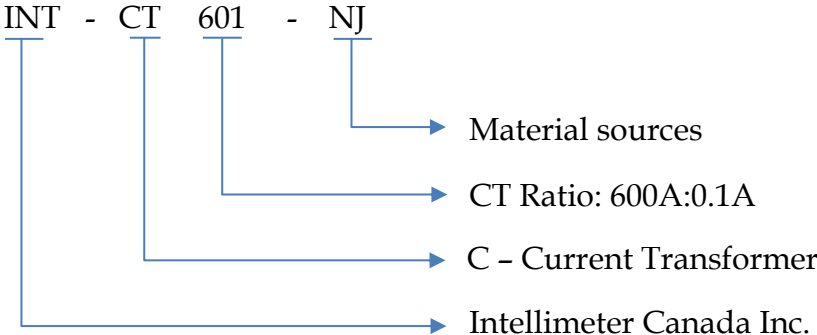 INT - CT 601 - NJ
Material sources
CT Ratio: 600A:0.1A
C – Current Transformer
Intellimeter Canada Inc.